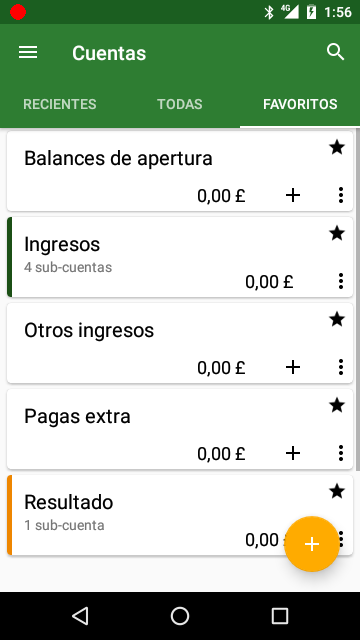 4G 1:56
Cuentas
RECIENTES TODAS FAVORITOS
Balances de apertura
0,00 £
Ingresos
4 sub-cuentas
0,00 £
Otros ingresos
0,00 £
Pagas extra
0,00 £
Resultado
1 sub-cuenta
0,00